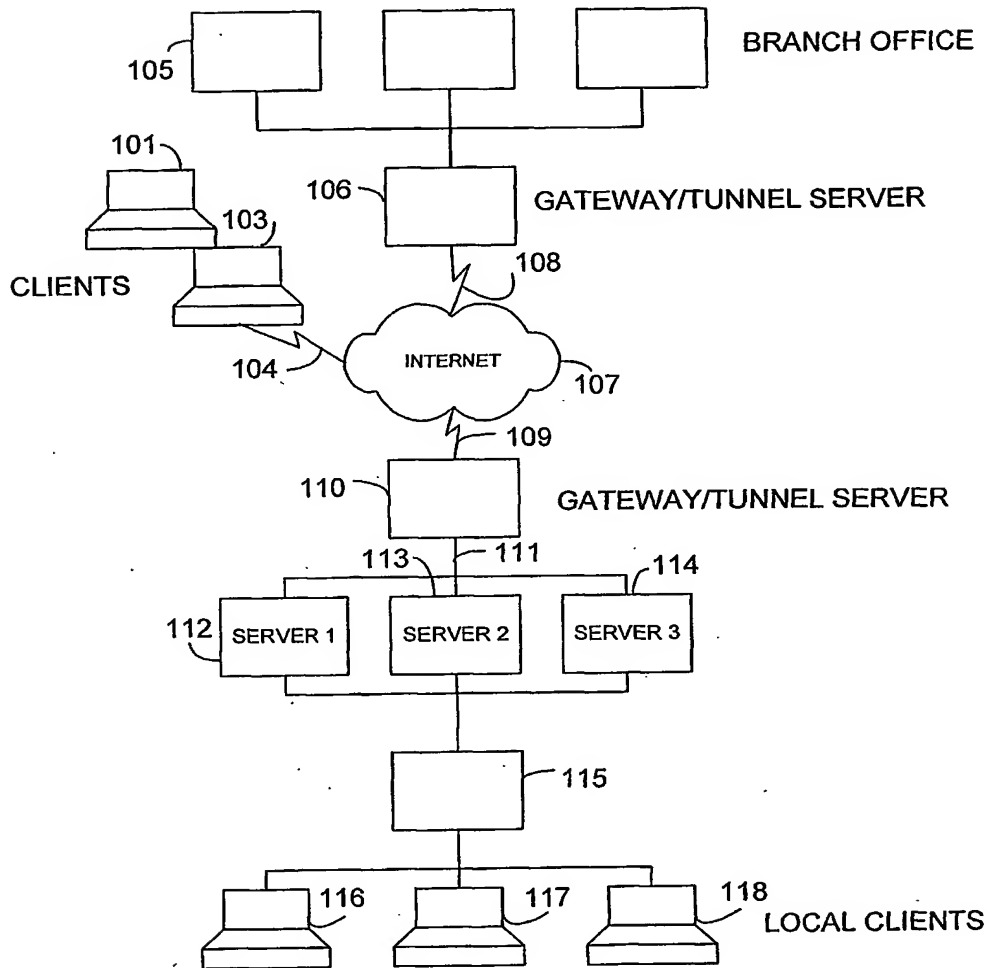 105
BRANCH OFFICE
101
106
GATEWAY/TUNNEL SERVER
103
CLIENTS
108
104
INTERNET
107
109
110
GATEWAY/TUNNEL SERVER
111
113
114
112
SERVER 1
SERVER 2
SERVER 3
115
116
117
118
LOCAL CLIENTS